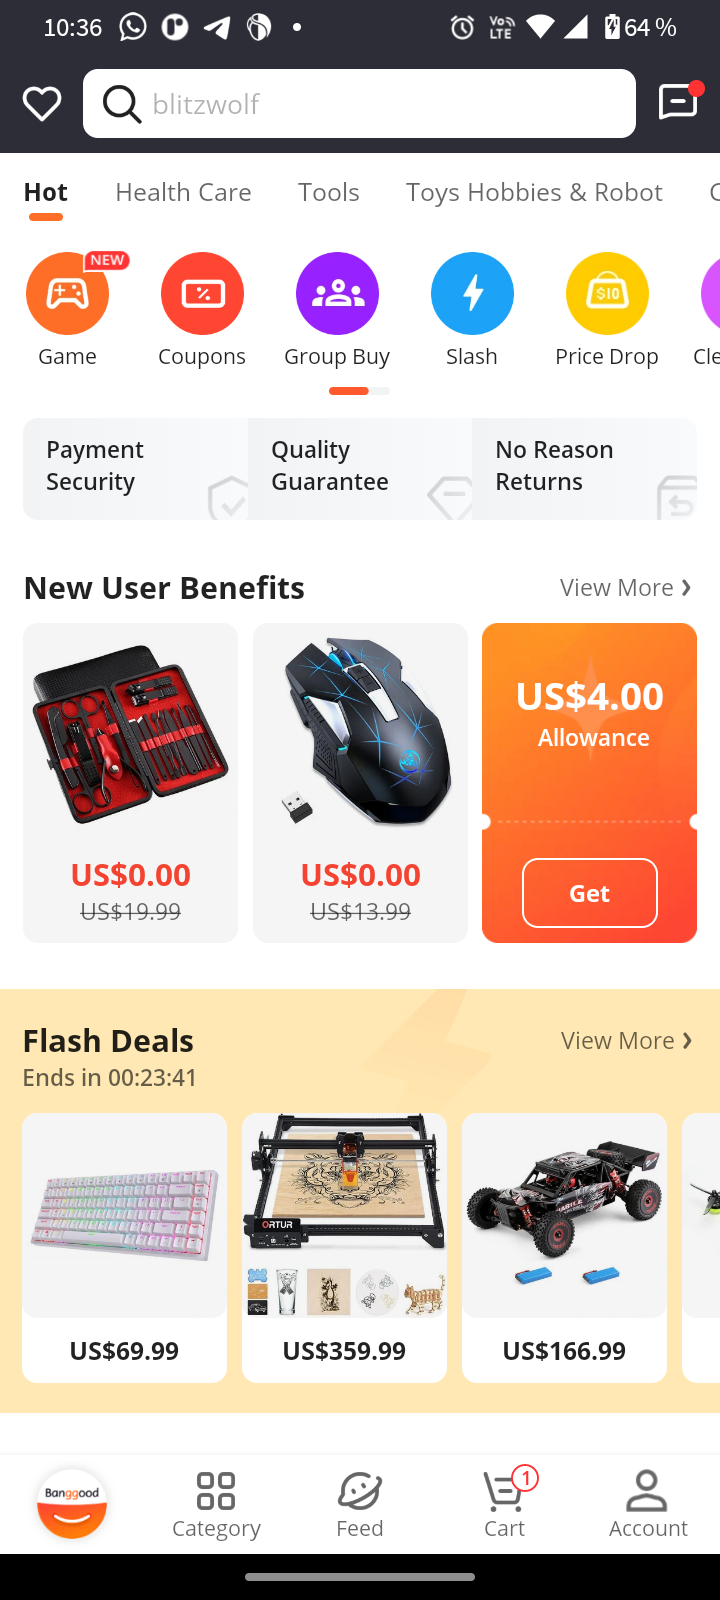 10:36
Vo LTE
64 %
blitzwolf
Hot Health Care Tools Toys Hobbies & Robot
NEW
$10
Game Coupons Group Buy Slash Price Drop Cle
Payment Security
Quality Guarantee
No Reason Returns
New User Benefits
View More
US$0.00
US$19.99
US$0.00
US$13.99
US$4.00
Allowance
Get
Flash Deals
View More
Ends in 00:23:41
ORTUR
US$69.99
US$359.99
US$166.99
Banggood
Category
Feed
1
Cart
Account